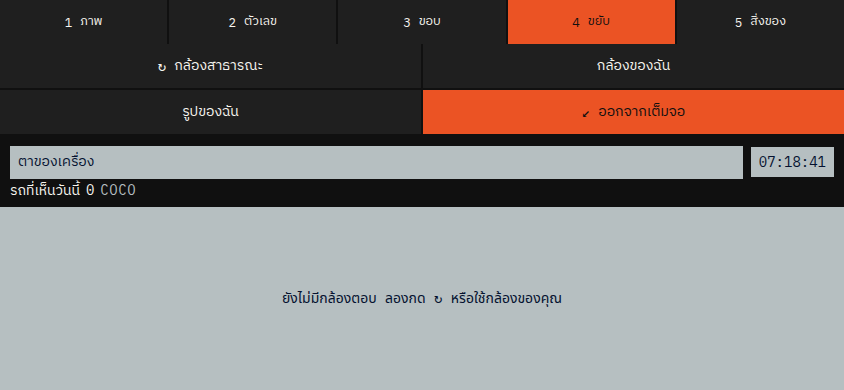 1 ภาพ
2 ตัวเลข
3 ขอบ
4 ขยับ
5 สิ่งของ
↻ กล้องสาธารณะ
กล้องของฉัน
รูปของฉัน
↙ ออกจากเต็มจอ
ตาของเครื่อง
07:18:41
รถที่เห็นวันนี้ 0 COCO
ยังไม่มีกล้องตอบ ลองกด ↻ หรือใช้กล้องของคุณ